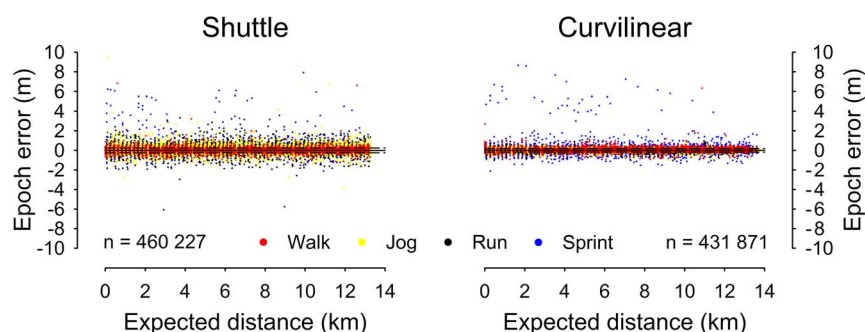 Shuttle Curvilinear
10 10
8 8
6 6
4 4
2 2
0 0
-2 -2
-4 -4
-6 -6
-8 -8
-10 -10
Epoch error (m) Epoch error (m)
n = 460 227 Walk Jog Run Sprint n = 431 871
0 2 4 6 8 10 12 14 0 2 4 6 8 10 12 14
Expected distance (km) Expected distance (km)